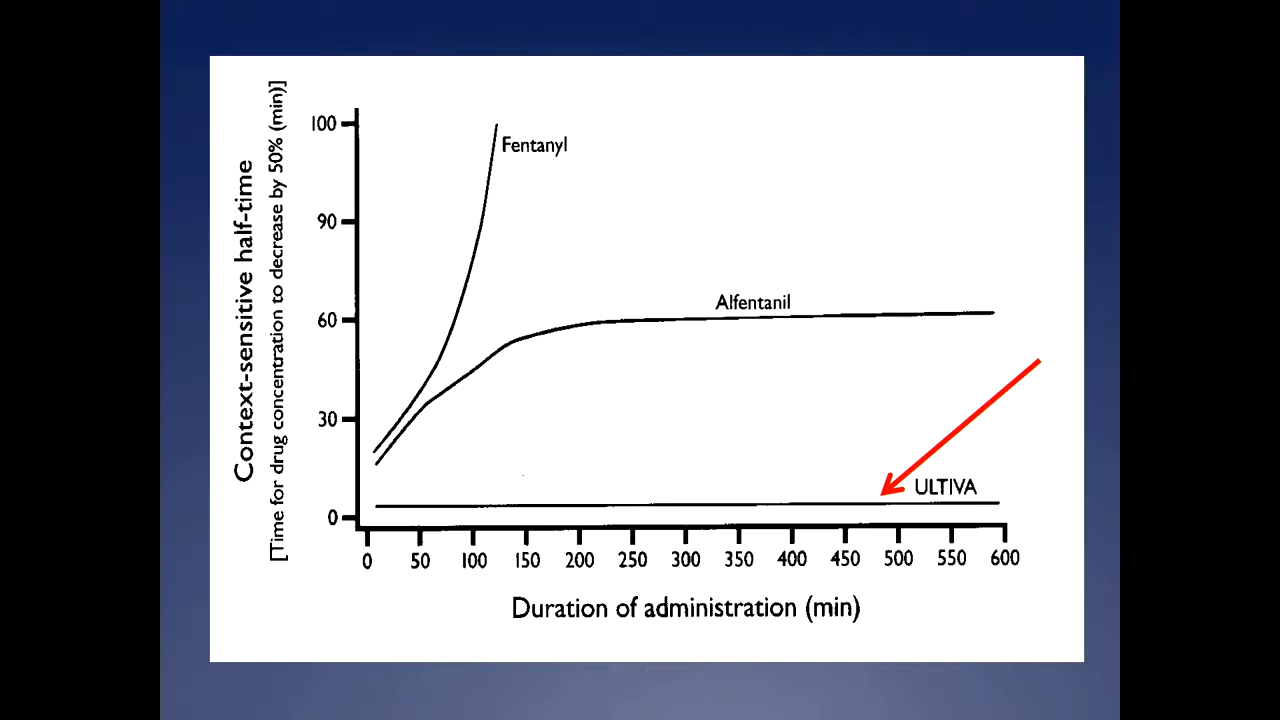 Context-sensitive half-time
[Time for drug concentration to decrease by 50% (min)]
100
90
60
30
0
Fentanyl
Alfentanil
ULTIVA
0 50 100 150 200 250 300 350 400 450 500 550 600
Duration of administration (min)